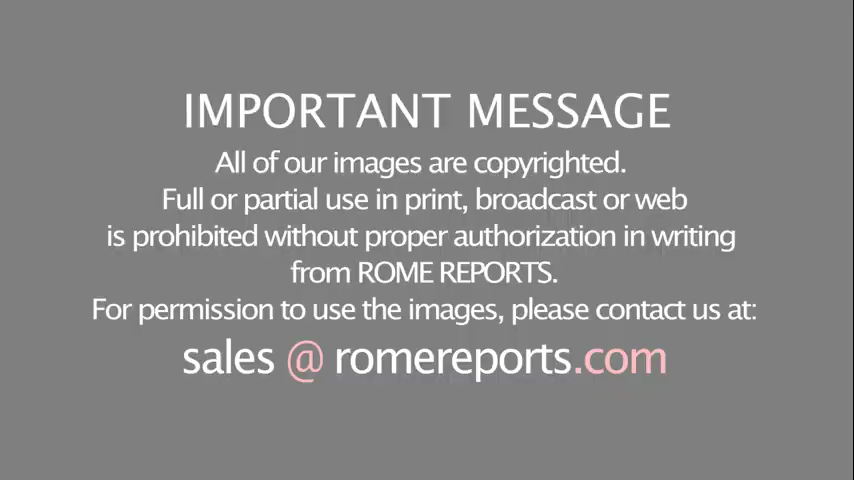 IMPORTANT MESSAGE
All of our images are copyrighted.
Full or partial use in print, broadcast or web
is prohibited without proper authorization in writing
from ROME REPORTS.
For permission to use the images, please contact us at:
sales @ romereports.com